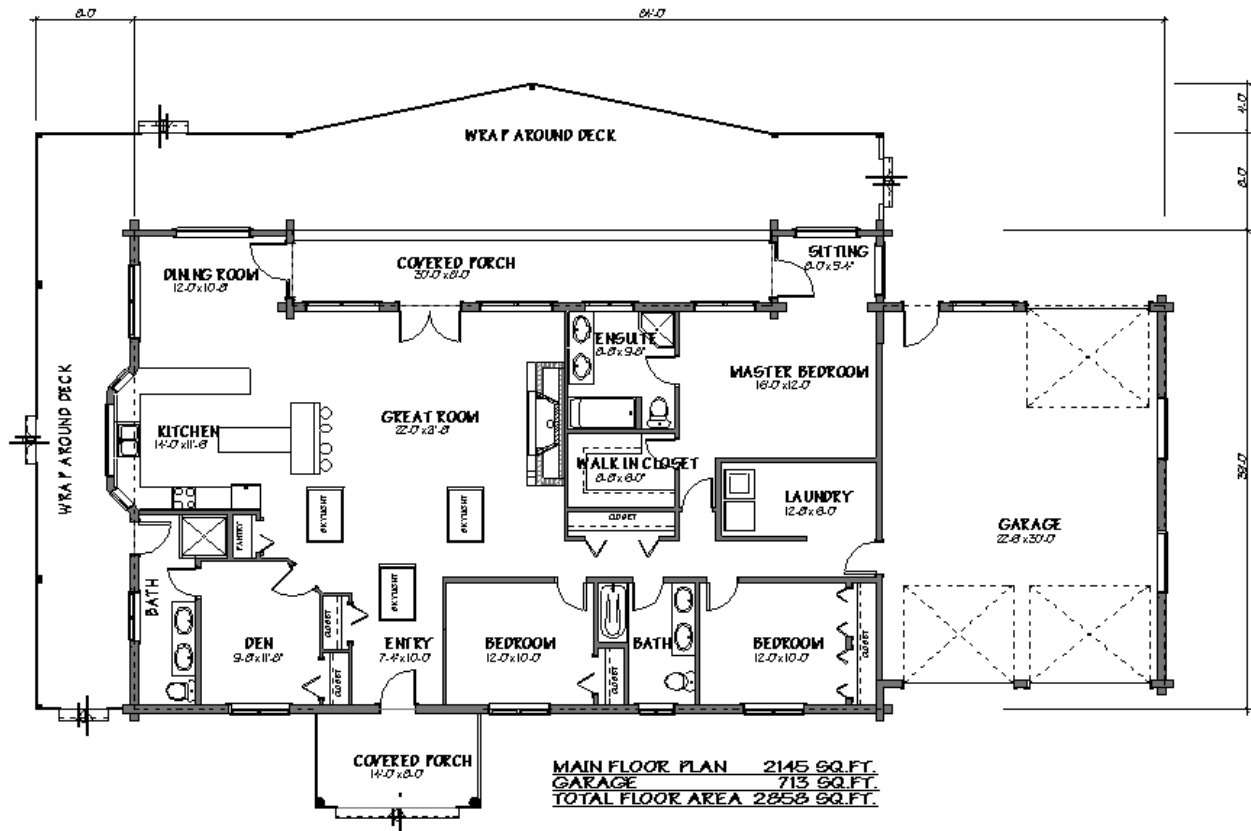 8'-0"
WRAP AROUND DECK
4'-0"
8'-0"
SITTING
8'-0"x5'-4"
COVERED PORCH
30'-0"x8'-0"
DINING ROOM
12'-0"x10'-8"
ENSUITE
8'-8"x9'-8"
MASTER BEDROOM
16'-0"x12'-0"
WRAP AROUND DECK
KITCHEN
14'-0"x11'-8"
GREAT ROOM
WALK IN CLOSET
8'-8"x6'-0"
LAUNDRY
12'-8"x6'-0"
SKYLIGHT
SKYLIGHT
CLOSET
GARAGE
22'-8"x30'-0"
PANTRY
SKYLIGHT
BATH
DEN
9'-8"x11'-8"
CLOSET
CLOSET
ENTRY
7'-4"x10'-0"
BEDROOM
12'-0"x10'-0"
CLOSET
BATH
BEDROOM
12'-0"x10'-0"
CLOSET
COVERED PORCH
14'-0"x8'-0"
MAIN FLOOR PLAN 2145 SQ.FT.
GARAGE 713 SQ.FT.
TOTAL FLOOR AREA 2858 SQ.FT.